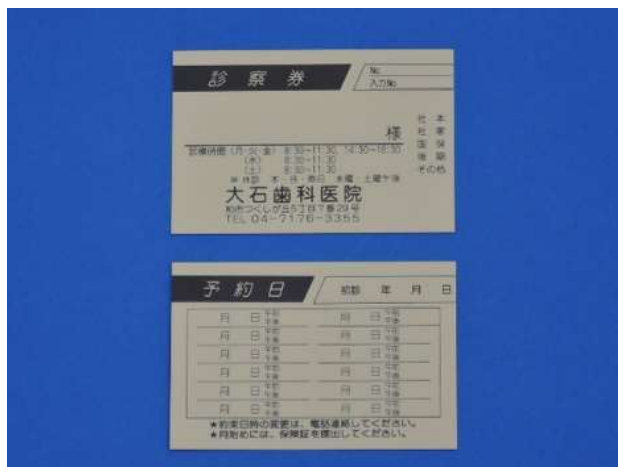 診察券
No.
入力No.
様
社 本
社 家
国 保
後 期
その他
診療時間 (月・火・金) 8:30~11:30, 14:30~18:30
(水) 8:30~11:30
(土) 8:30~11:30
※休診 木・日・祭日 水曜・土曜午後
大石歯科医院
柏市つくしが丘5丁目7番29号
TEL 04-7176-3355
予約日
初診 年 月 日
月 日 午前 午後 月 日 午前 午後
月 日 午前 午後 月 日 午前 午後
月 日 午前 午後 月 日 午前 午後
月 日 午前 午後 月 日 午前 午後
月 日 午前 午後 月 日 午前 午後
月 日 午前 午後 月 日 午前 午後
★約束日時の変更は、電話連絡してください。
★月始めには、保険証を提出してください。